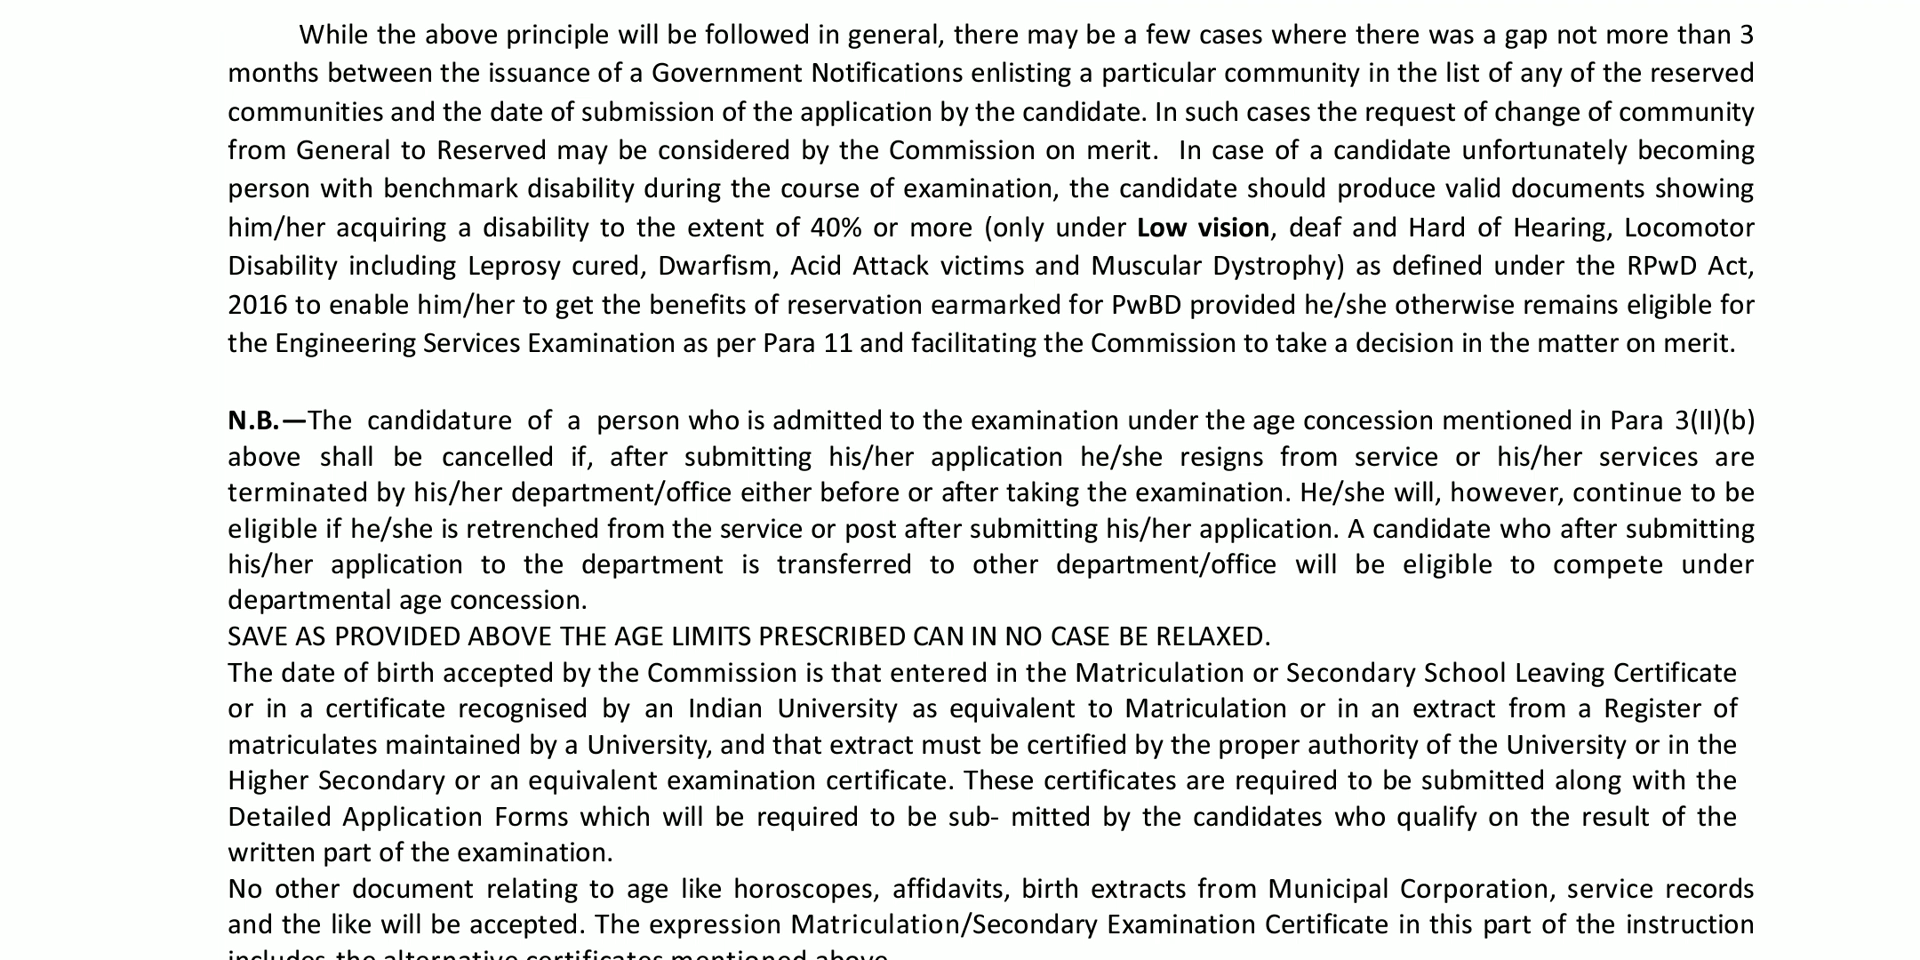 While the above principle will be followed in general, there may be a few cases where there was a gap not more than 3
months between the issuance of a Government Notifications enlisting a particular community in the list of any of the reserved
communities and the date of submission of the application by the candidate. In such cases the request of change of community
from General to Reserved may be considered by the Commission on merit. In case of a candidate unfortunately becoming
person with benchmark disability during the course of examination, the candidate should produce valid documents showing
him/her acquiring a disability to the extent of 40% or more (only under Low vision, deaf and Hard of Hearing, Locomotor
Disability including Leprosy cured, Dwarfism, Acid Attack victims and Muscular Dystrophy) as defined under the RPwD Act,
2016 to enable him/her to get the benefits of reservation earmarked for PwBD provided he/she otherwise remains eligible for
the Engineering Services Examination as per Para 11 and facilitating the Commission to take a decision in the matter on merit.
N.B.—The candidature of a person who is admitted to the examination under the age concession mentioned in Para 3(II)(b)
above shall be cancelled if, after submitting his/her application he/she resigns from service or his/her services are
terminated by his/her department/office either before or after taking the examination. He/she will, however, continue to be
eligible if he/she is retrenched from the service or post after submitting his/her application. A candidate who after submitting
his/her application to the department is transferred to other department/office will be eligible to compete under
departmental age concession.
SAVE AS PROVIDED ABOVE THE AGE LIMITS PRESCRIBED CAN IN NO CASE BE RELAXED.
The date of birth accepted by the Commission is that entered in the Matriculation or Secondary School Leaving Certificate
or in a certificate recognised by an Indian University as equivalent to Matriculation or in an extract from a Register of
matriculates maintained by a University, and that extract must be certified by the proper authority of the University or in the
Higher Secondary or an equivalent examination certificate. These certificates are required to be submitted along with the
Detailed Application Forms which will be required to be sub- mitted by the candidates who qualify on the result of the
written part of the examination.
No other document relating to age like horoscopes, affidavits, birth extracts from Municipal Corporation, service records
and the like will be accepted. The expression Matriculation/Secondary Examination Certificate in this part of the instruction
includes the alternative certificates mentioned above.